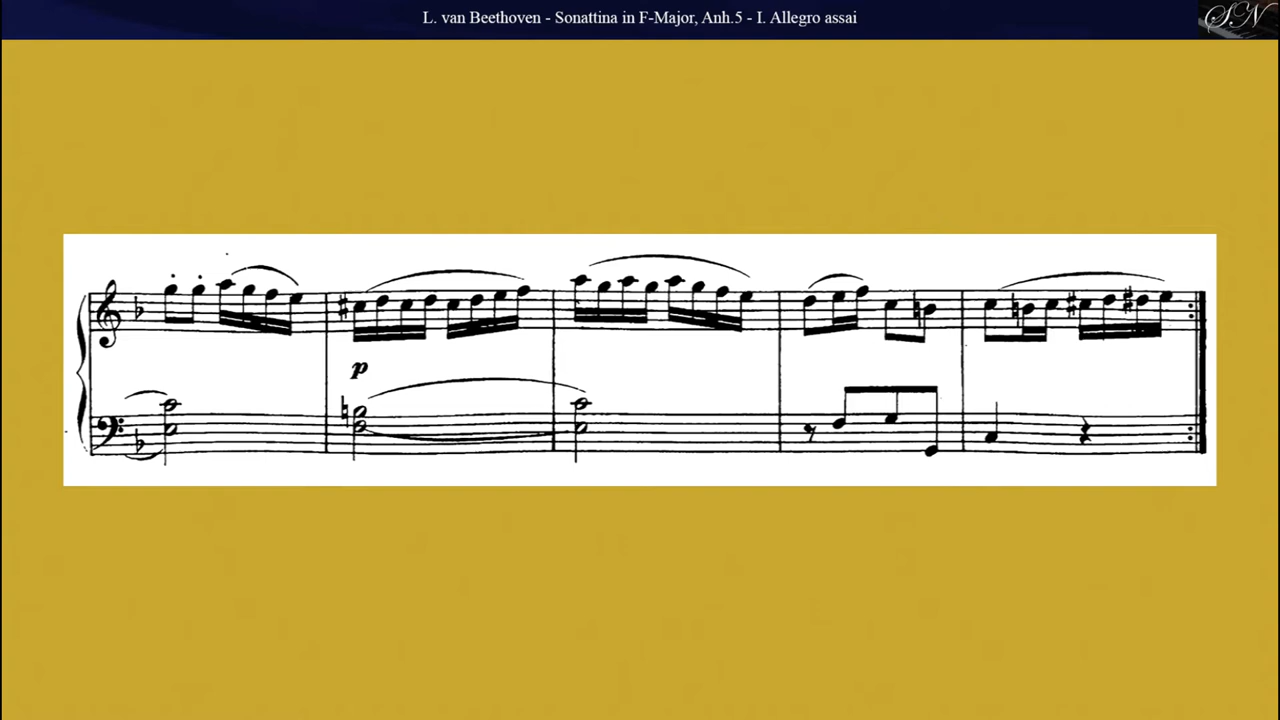 L. van Beethoven - Sonattina in F-Major, Anh.5 - I. Allegro assai
S.N
p